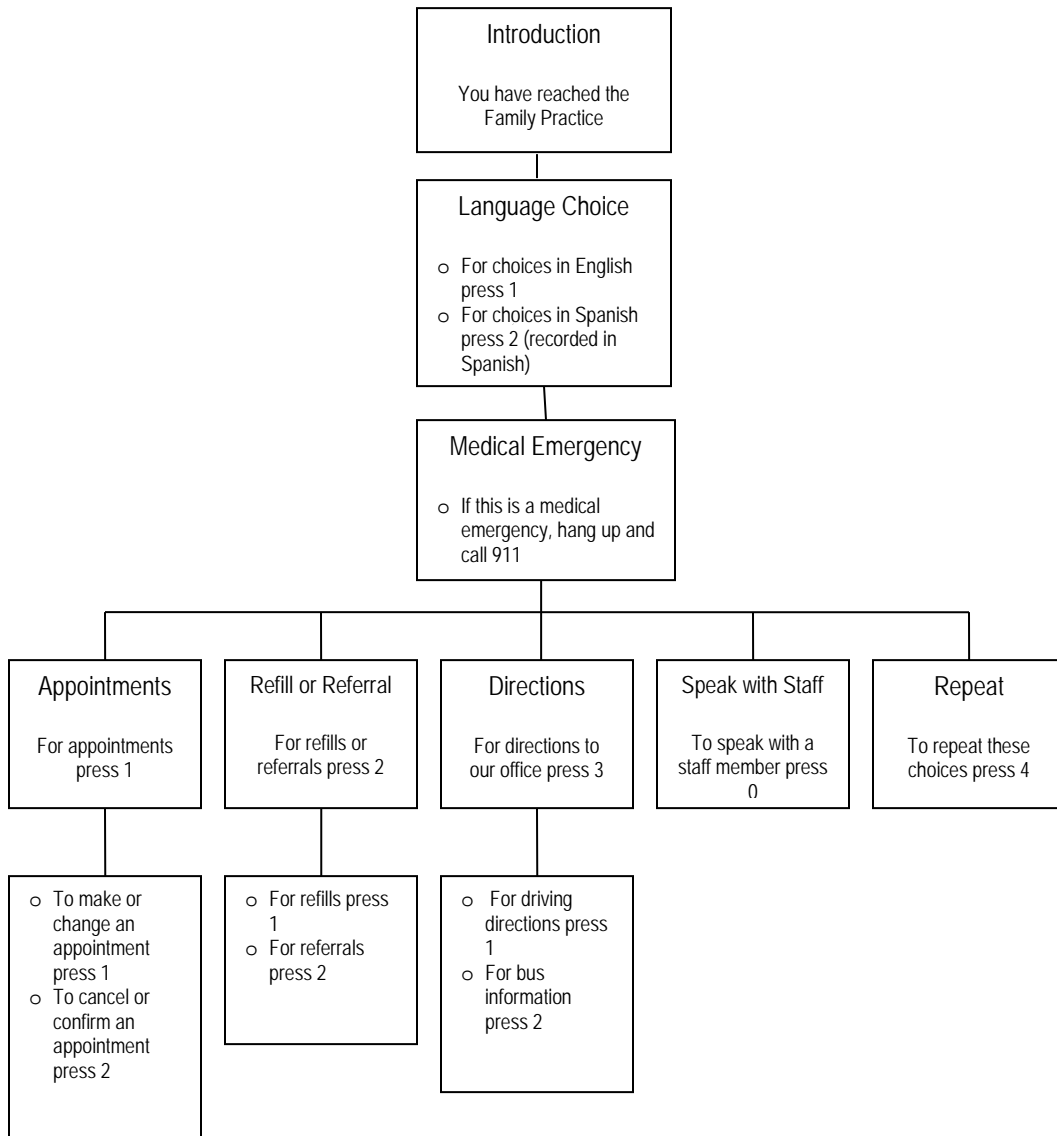 Introduction
You have reached the
Family Practice
Language Choice
o For choices in English
press 1
o For choices in Spanish
press 2 (recorded in
Spanish)
Medical Emergency
o If this is a medical
emergency, hang up and
call 911
Appointments
For appointments
press 1
Refill or Referral
For refills or
referrals press 2
Directions
For directions to
our office press 3
Speak with Staff
To speak with a
staff member press
0
Repeat
To repeat these
choices press 4
o To make or
change an
appointment
press 1
o To cancel or
confirm an
appointment
press 2
o For refills press
1
o For referrals
press 2
o For driving
directions press
1
o For bus
information
press 2